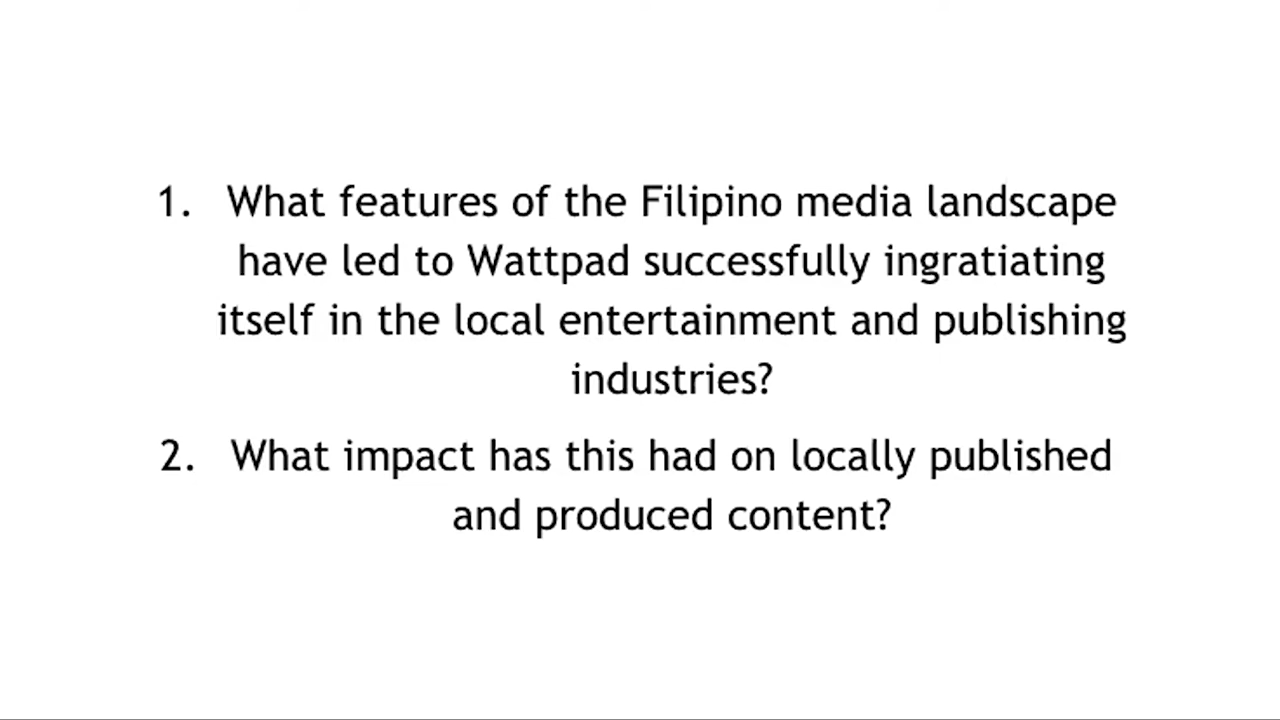 1. What features of the Filipino media landscape
have led to Wattpad successfully ingratiating
itself in the local entertainment and publishing
industries?
2. What impact has this had on locally published
and produced content?